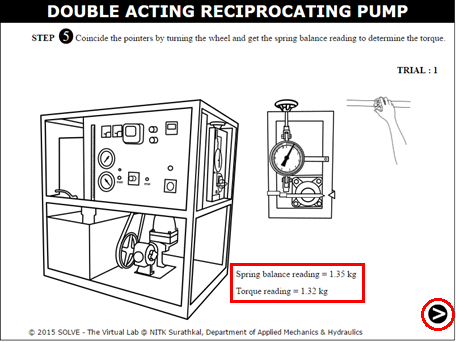 DOUBLE ACTING RECIPROCATING PUMP
STEP 5 Coincide the pointers by turning the wheel and get the spring balance reading to determine the torque.
TRIAL : 1
Spring balance reading = 1.35 kg
Torque reading = 1.32 kg
© 2015 SOLVE - The Virtual Lab @ NITK Surathkal, Department of Applied Mechanics & Hydraulics